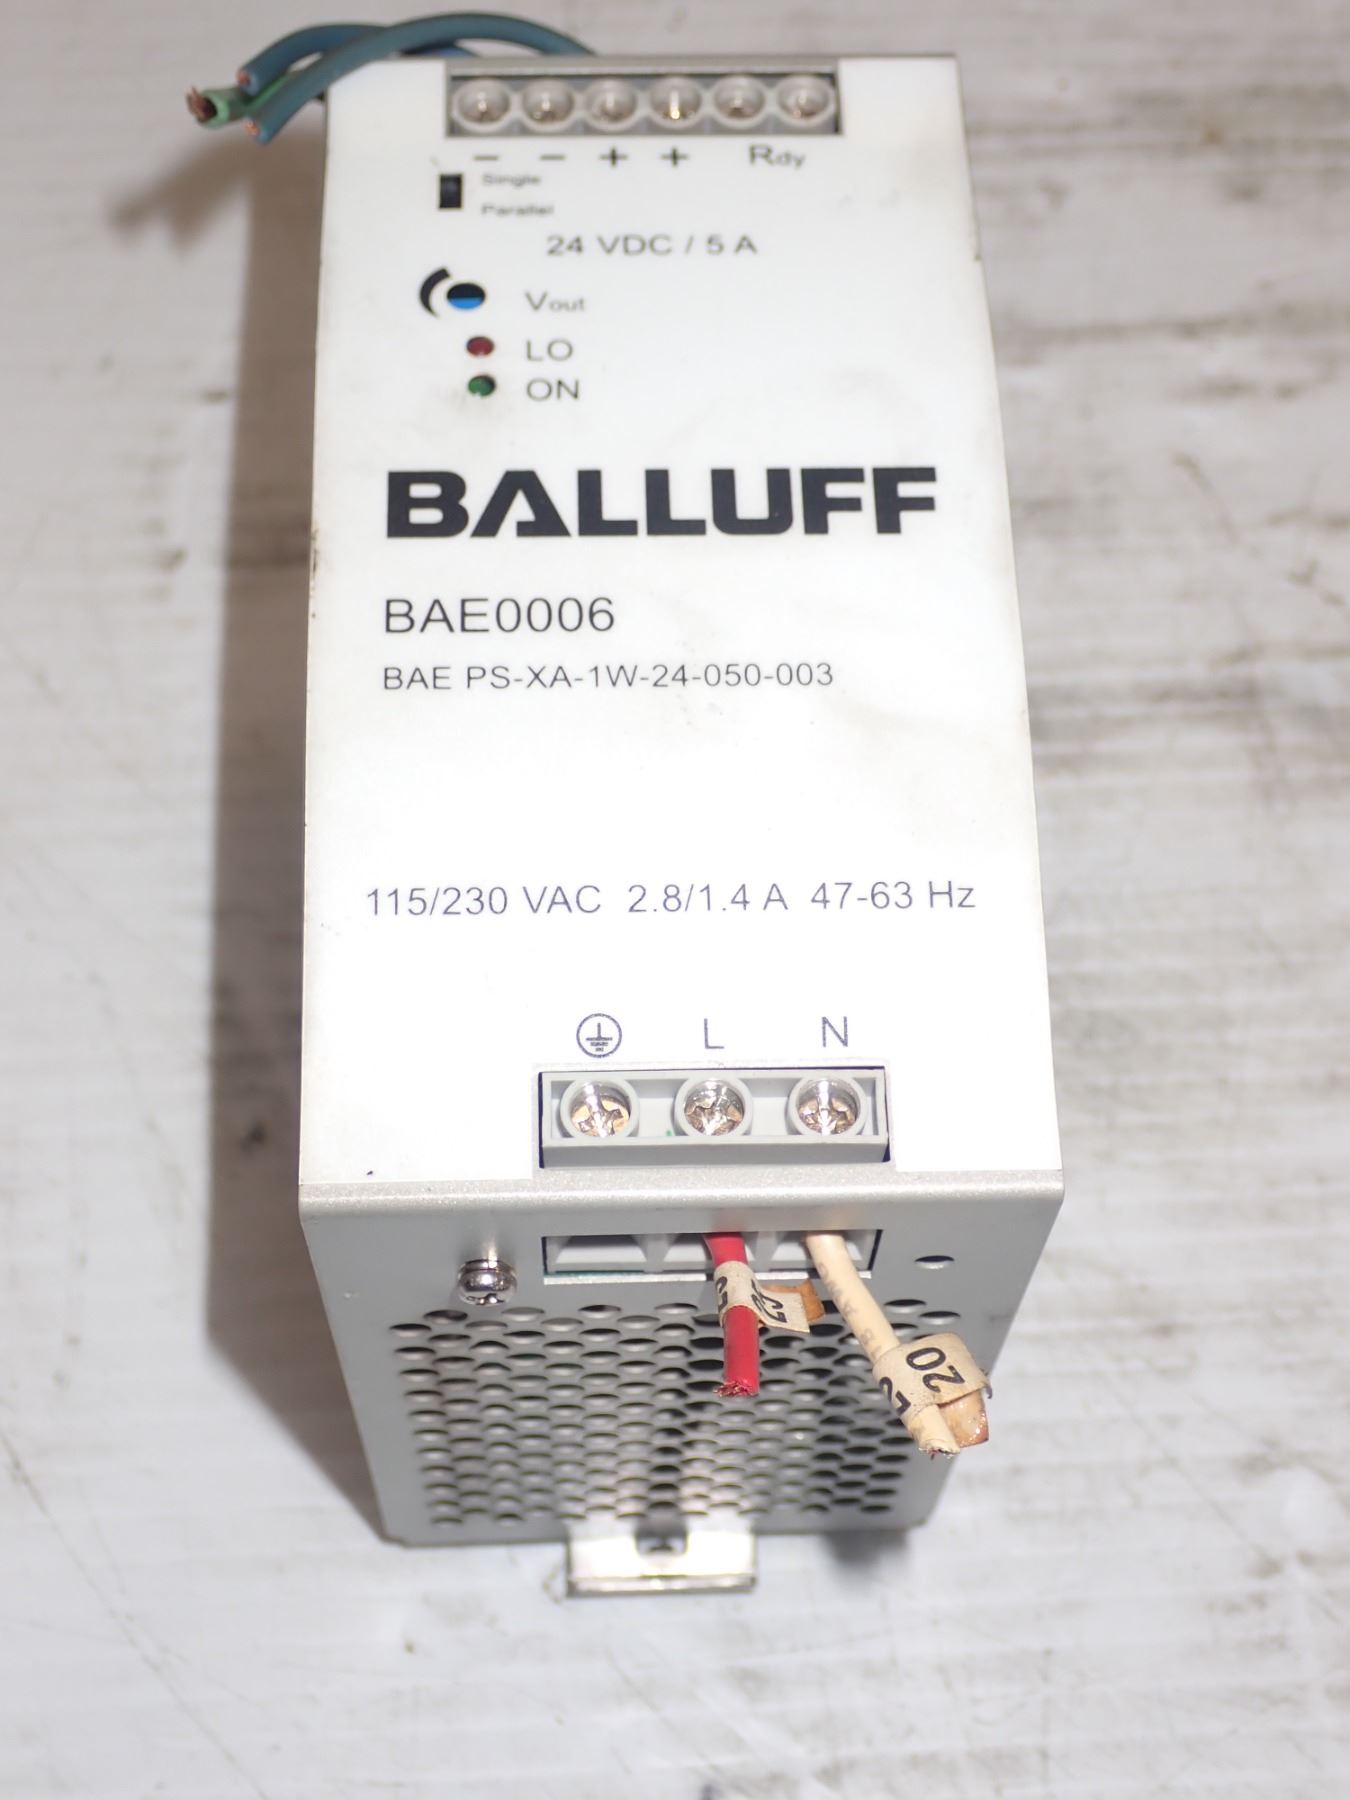 − − + + Rdy
Single
Parallel
24 VDC / 5 A
Vout
LO
ON
BALLUFF
BAE0006
BAE PS-XA-1W-24-050-003
115/230 VAC 2.8/1.4 A 47-63 Hz
L N
20